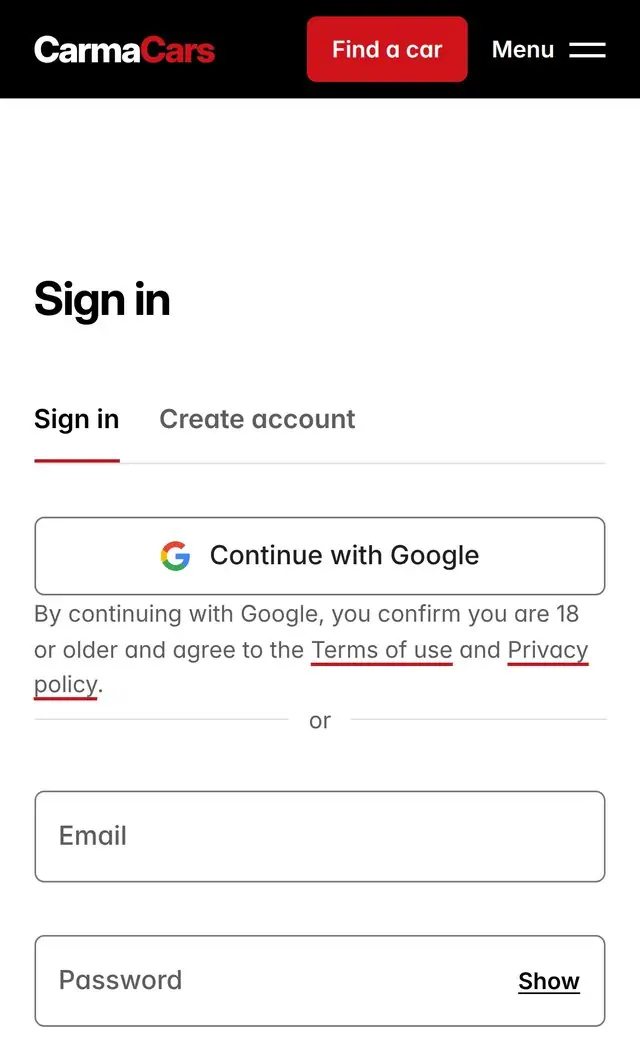 CarmaCars
Find a car
Menu
Sign in
Sign in
Create account
Continue with Google
By continuing with Google, you confirm you are 18
or older and agree to the Terms of use and Privacy
policy.
or
Email
Password
Show